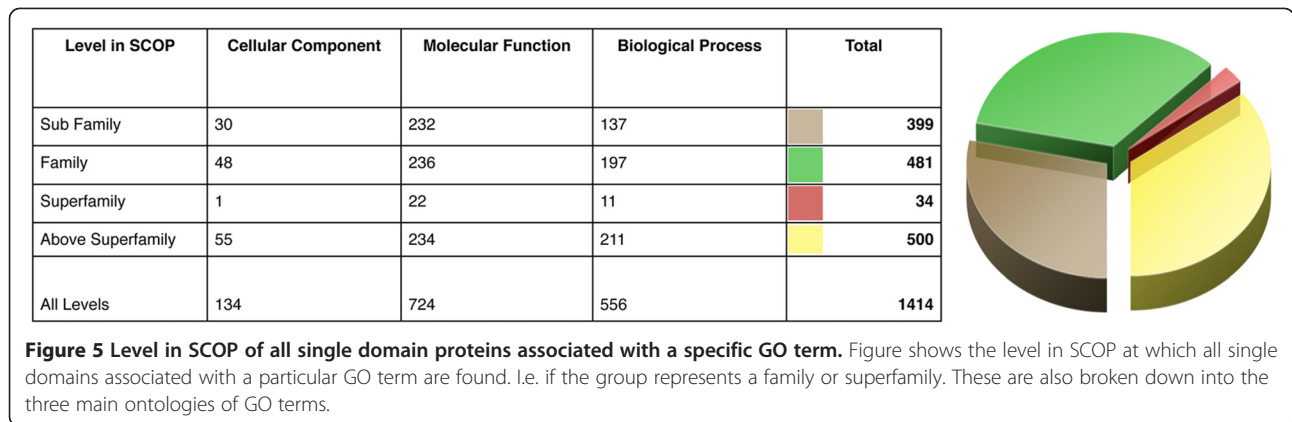 Level in SCOP Cellular Component Molecular Function Biological Process Total
Sub Family 30 232 137 399
Family 48 236 197 481
Superfamily 1 22 11 34
Above Superfamily 55 234 211 500
All Levels 134 724 556 1414
Figure 5 Level in SCOP of all single domain proteins associated with a specific GO term. Figure shows the level in SCOP at which all single
domains associated with a particular GO term are found. I.e. if the group represents a family or superfamily. These are also broken down into the
three main ontologies of GO terms.